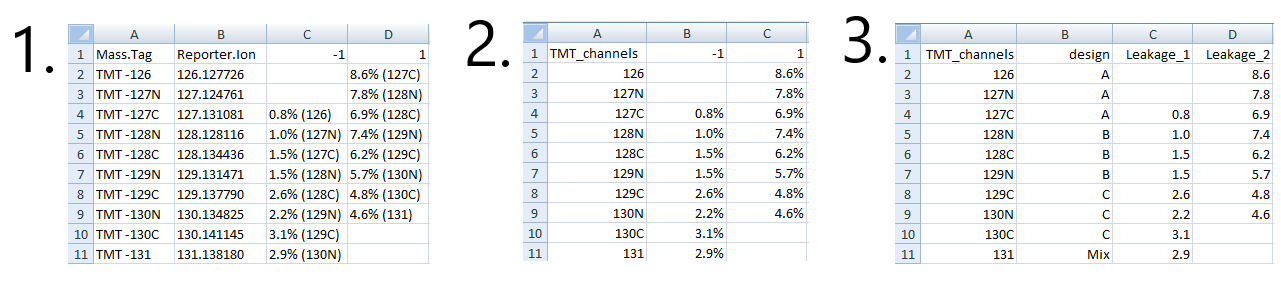 1.
A B C D
1 Mass.Tag Reporter.Ion -1 1
2 TMT -126 126.127726 8.6% (127C)
3 TMT -127N 127.124761 7.8% (128N)
4 TMT -127C 127.131081 0.8% (126) 6.9% (128C)
5 TMT -128N 128.128116 1.0% (127N) 7.4% (129N)
6 TMT -128C 128.134436 1.5% (127C) 6.2% (129C)
7 TMT -129N 129.131471 1.5% (128N) 5.7% (130N)
8 TMT -129C 129.137790 2.6% (128C) 4.8% (130C)
9 TMT -130N 130.134825 2.2% (129N) 4.6% (131)
10 TMT -130C 130.141145 3.1% (129C)
11 TMT -131 131.138180 2.9% (130N)
2.
A B C
1 TMT_channels -1 1
2 126 8.6%
3 127N 7.8%
4 127C 0.8% 6.9%
5 128N 1.0% 7.4%
6 128C 1.5% 6.2%
7 129N 1.5% 5.7%
8 129C 2.6% 4.8%
9 130N 2.2% 4.6%
10 130C 3.1%
11 131 2.9%
3.
A B C D
1 TMT_channels design Leakage_1 Leakage_2
2 126 A 8.6
3 127N A 7.8
4 127C A 0.8 6.9
5 128N B 1.0 7.4
6 128C B 1.5 6.2
7 129N B 1.5 5.7
8 129C C 2.6 4.8
9 130N C 2.2 4.6
10 130C C 3.1
11 131 Mix 2.9